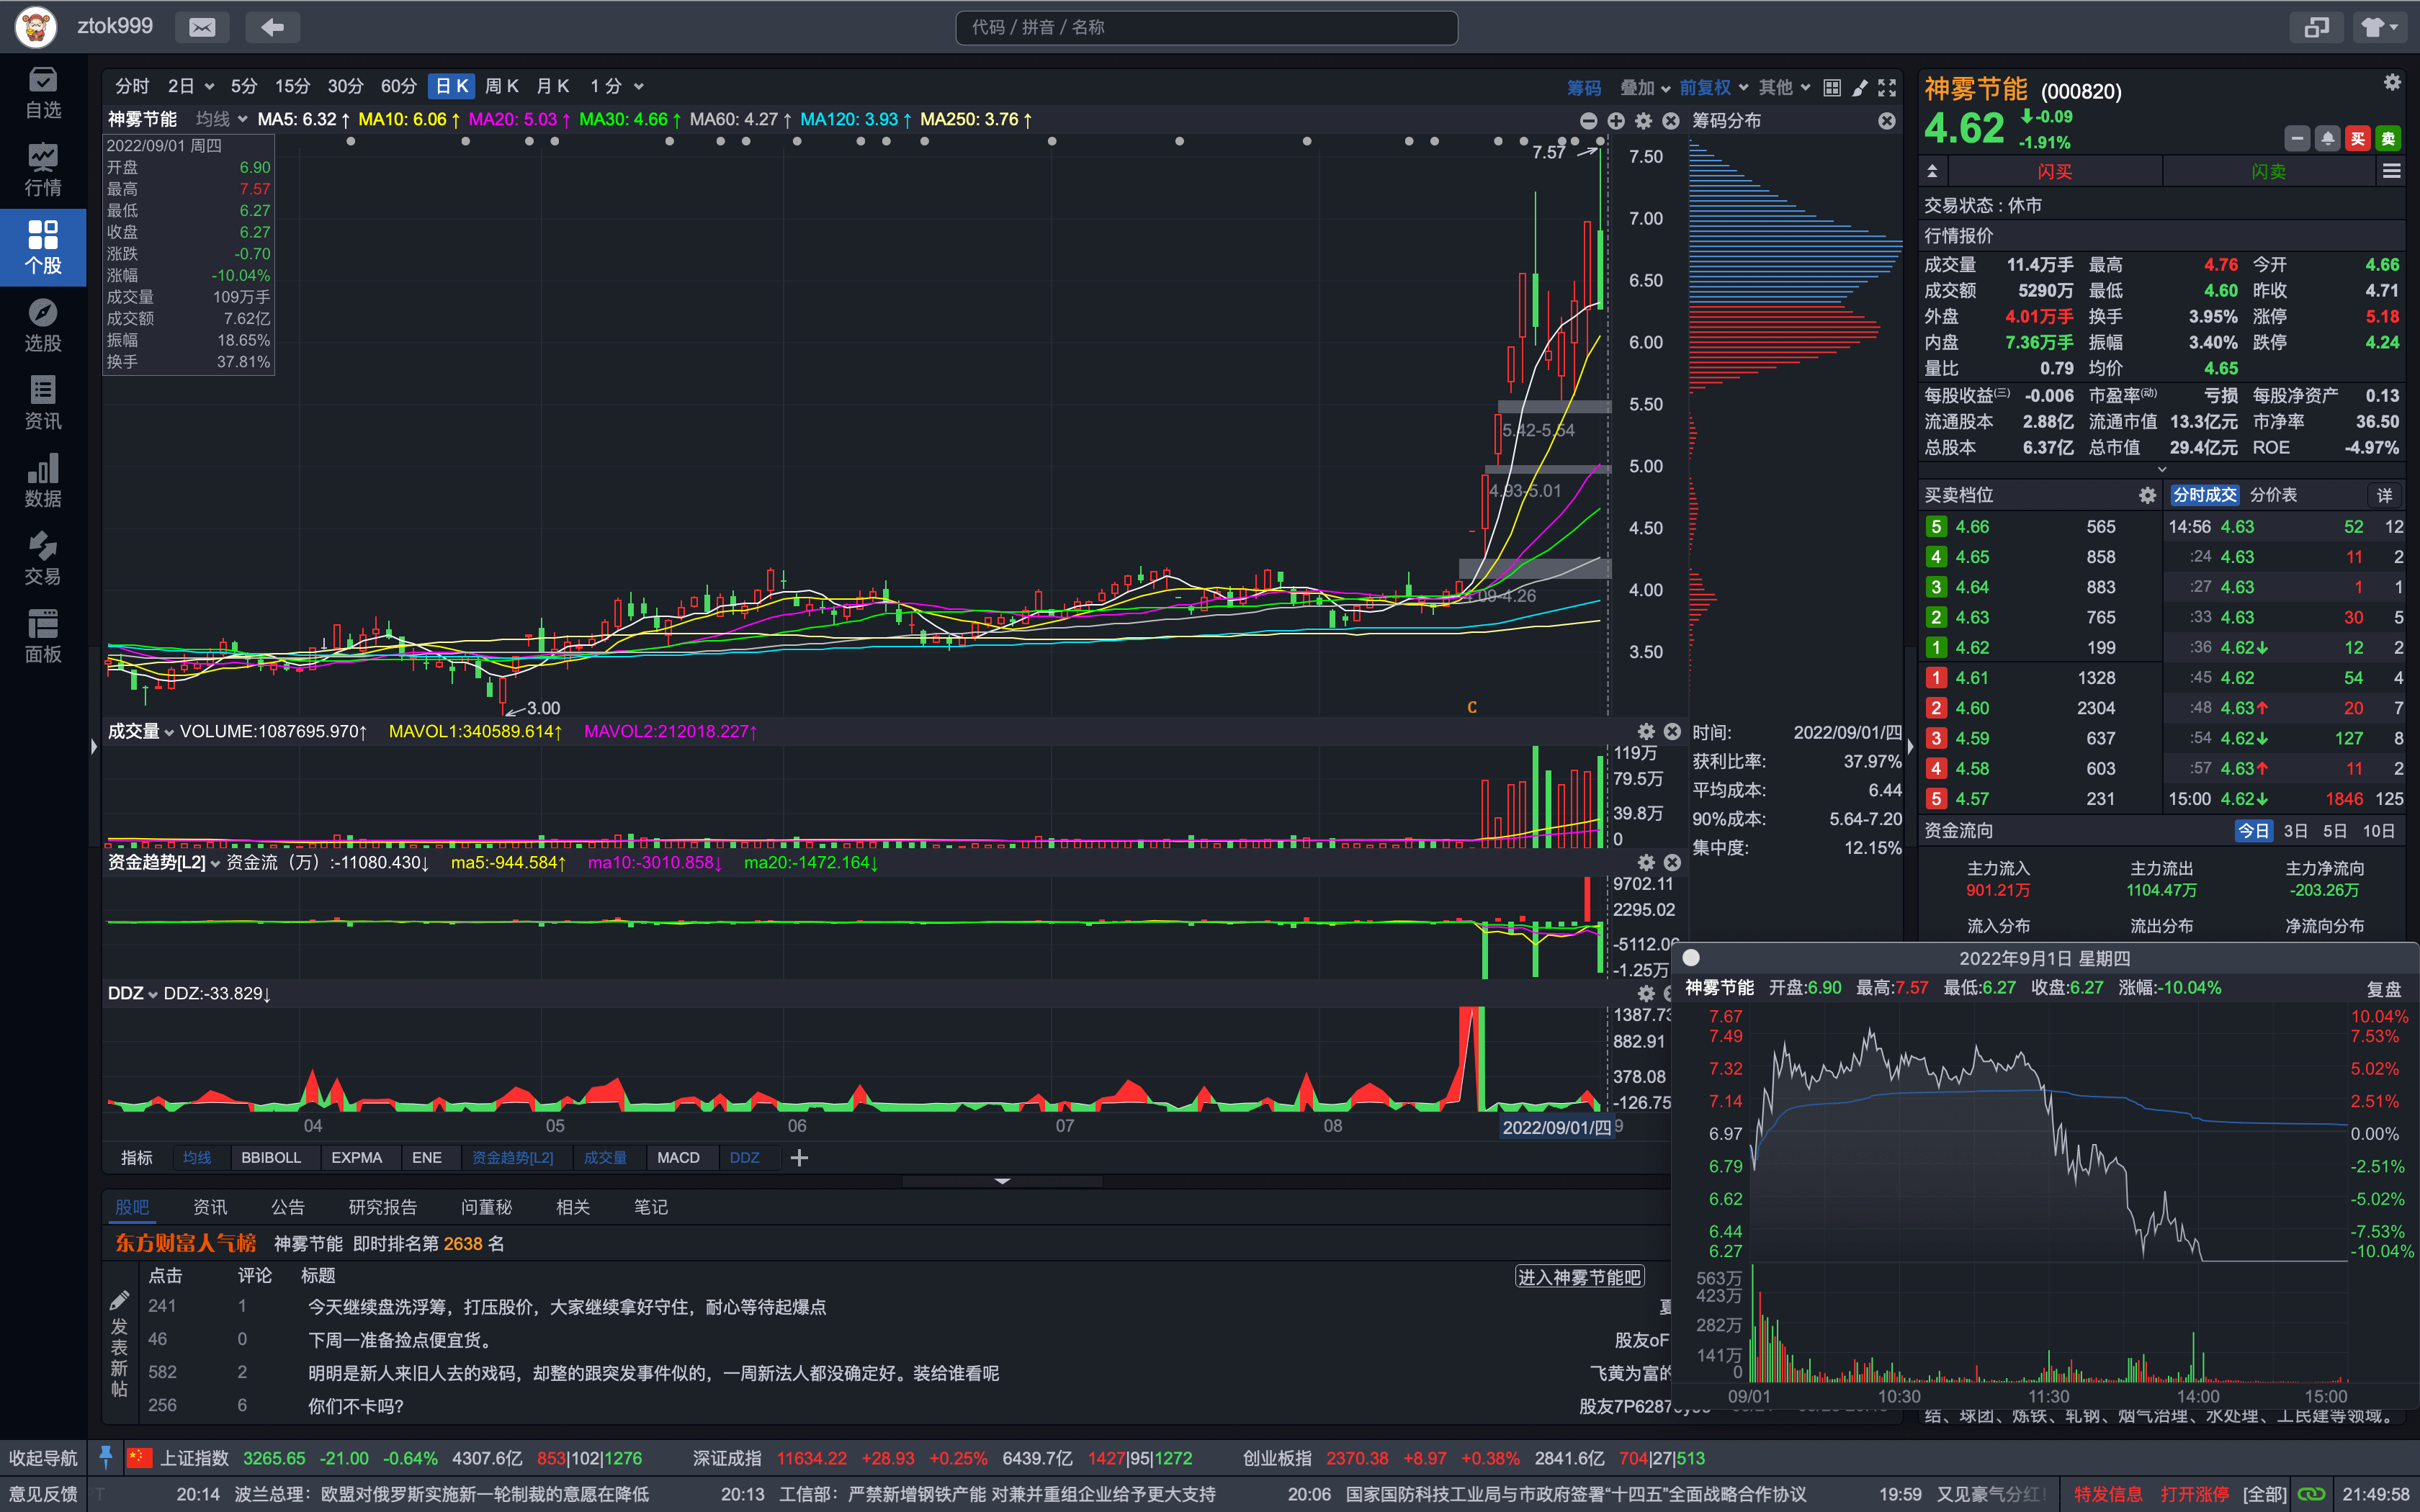 ztok999
代码 / 拼音 / 名称
自选
行情
个股
选股
资讯
数据
交易
面板
分时 2日 5分 15分 30分 60分 日K 周K 月K 1分 筹码 叠加 前复权 其他
神雾节能 均线 MA5: 6.32↑ MA10: 6.06↑ MA20: 5.03↑ MA30: 4.66↑ MA60: 4.27↑ MA120: 3.93↑ MA250: 3.76↑
2022/09/01 周四
开盘 6.90
最高 7.57
最低 6.27
收盘 6.27
涨跌 -0.70
涨幅 -10.04%
成交量 109万手
成交额 7.62亿
振幅 18.65%
换手 37.81%
7.57
5.42-5.54
4.93-5.01
4.09-4.26
3.00
C
7.50
7.00
6.50
6.00
5.50
5.00
4.50
4.00
3.50
筹码分布
时间: 2022/09/01/四
获利比率: 37.97%
平均成本: 6.44
90%成本: 5.64-7.20
集中度: 12.15%
成交量 VOLUME:1087695.970↑ MAVOL1:340589.614↑ MAVOL2:212018.227↑
119万
79.5万
39.8万
0
资金趋势[L2] 资金流（万）:-11080.430↓ ma5:-944.584↑ ma10:-3010.858↓ ma20:-1472.164↓
9702.11
2295.02
-5112.06
-1.25万
DDZ DDZ:-33.829↓
1387.73
882.91
378.08
-126.75
04 05 06 07 08 2022/09/01/四 9
指标 均线 BBIBOLL EXPMA ENE 资金趋势[L2] 成交量 MACD DDZ
股吧 资讯 公告 研究报告 问董秘 相关 笔记
东方财富人气榜 神雾节能 即时排名第 2638 名
点击 评论 标题 进入神雾节能吧
发表新帖
241 1 今天继续盘洗浮筹，打压股价，大家继续拿好守住，耐心等待起爆点
46 0 下周一准备捡点便宜货。 股友oF
582 2 明明是新人来旧人去的戏码，却整的跟突发事件似的，一周新法人都没确定好。装给谁看呢 飞黄为富的
256 6 你们不卡吗? 股友7P6287
神雾节能 (000820)
4.62 -0.09
-1.91%
买 卖
闪买 闪卖
交易状态 : 休市
行情报价
成交量 11.4万手 最高 4.76 今开 4.66
成交额 5290万 最低 4.60 昨收 4.71
外盘 4.01万手 换手 3.95% 涨停 5.18
内盘 7.36万手 振幅 3.40% 跌停 4.24
量比 0.79 均价 4.65
每股收益(三) -0.006 市盈率(动) 亏损 每股净资产 0.13
流通股本 2.88亿 流通市值 13.3亿元 市净率 36.50
总股本 6.37亿 总市值 29.4亿元 ROE -4.97%
买卖档位 分时成交 分价表 详
5 4.66 565 14:56 4.63 52 12
4 4.65 858 :24 4.63 11 2
3 4.64 883 :27 4.63 1 1
2 4.63 765 :33 4.63 30 5
1 4.62 199 :36 4.62↓ 12 2
1 4.61 1328 :45 4.62 54 4
2 4.60 2304 :48 4.63↑ 20 7
3 4.59 637 :54 4.62↓ 127 8
4 4.58 603 :57 4.63↑ 11 2
5 4.57 231 15:00 4.62↓ 1846 125
资金流向 今日 3日 5日 10日
主力流入 主力流出 主力净流向
901.21万 1104.47万 -203.26万
流入分布 流出分布 净流向分布
2022年9月1日 星期四
神雾节能 开盘:6.90 最高:7.57 最低:6.27 收盘:6.27 涨幅:-10.04% 复盘
7.67 10.04%
7.49 7.53%
7.32 5.02%
7.14 2.51%
6.97 0.00%
6.79 -2.51%
6.62 -5.02%
6.44 -7.53%
6.27 -10.04%
563万
423万
282万
141万
0
09/01 10:30 11:30 14:00 15:00
结、球团、炼铁、轧钢、烟气治理、水处理、工民建等领域。
收起导航 上证指数 3265.65 -21.00 -0.64% 4307.6亿 853|102|1276 深证成指 11634.22 +28.93 +0.25% 6439.7亿 1427|95|1272 创业板指 2370.38 +8.97 +0.38% 2841.6亿 704|27|513
意见反馈 20:14 波兰总理：欧盟对俄罗斯实施新一轮制裁的意愿在降低 20:13 工信部：严禁新增钢铁产能 对兼并重组企业给予更大支持 20:06 国家国防科技工业局与市政府签署“十四五”全面战略合作协议 19:59 又见豪气分红! 特发信息 打开涨停 [全部] 21:49:58